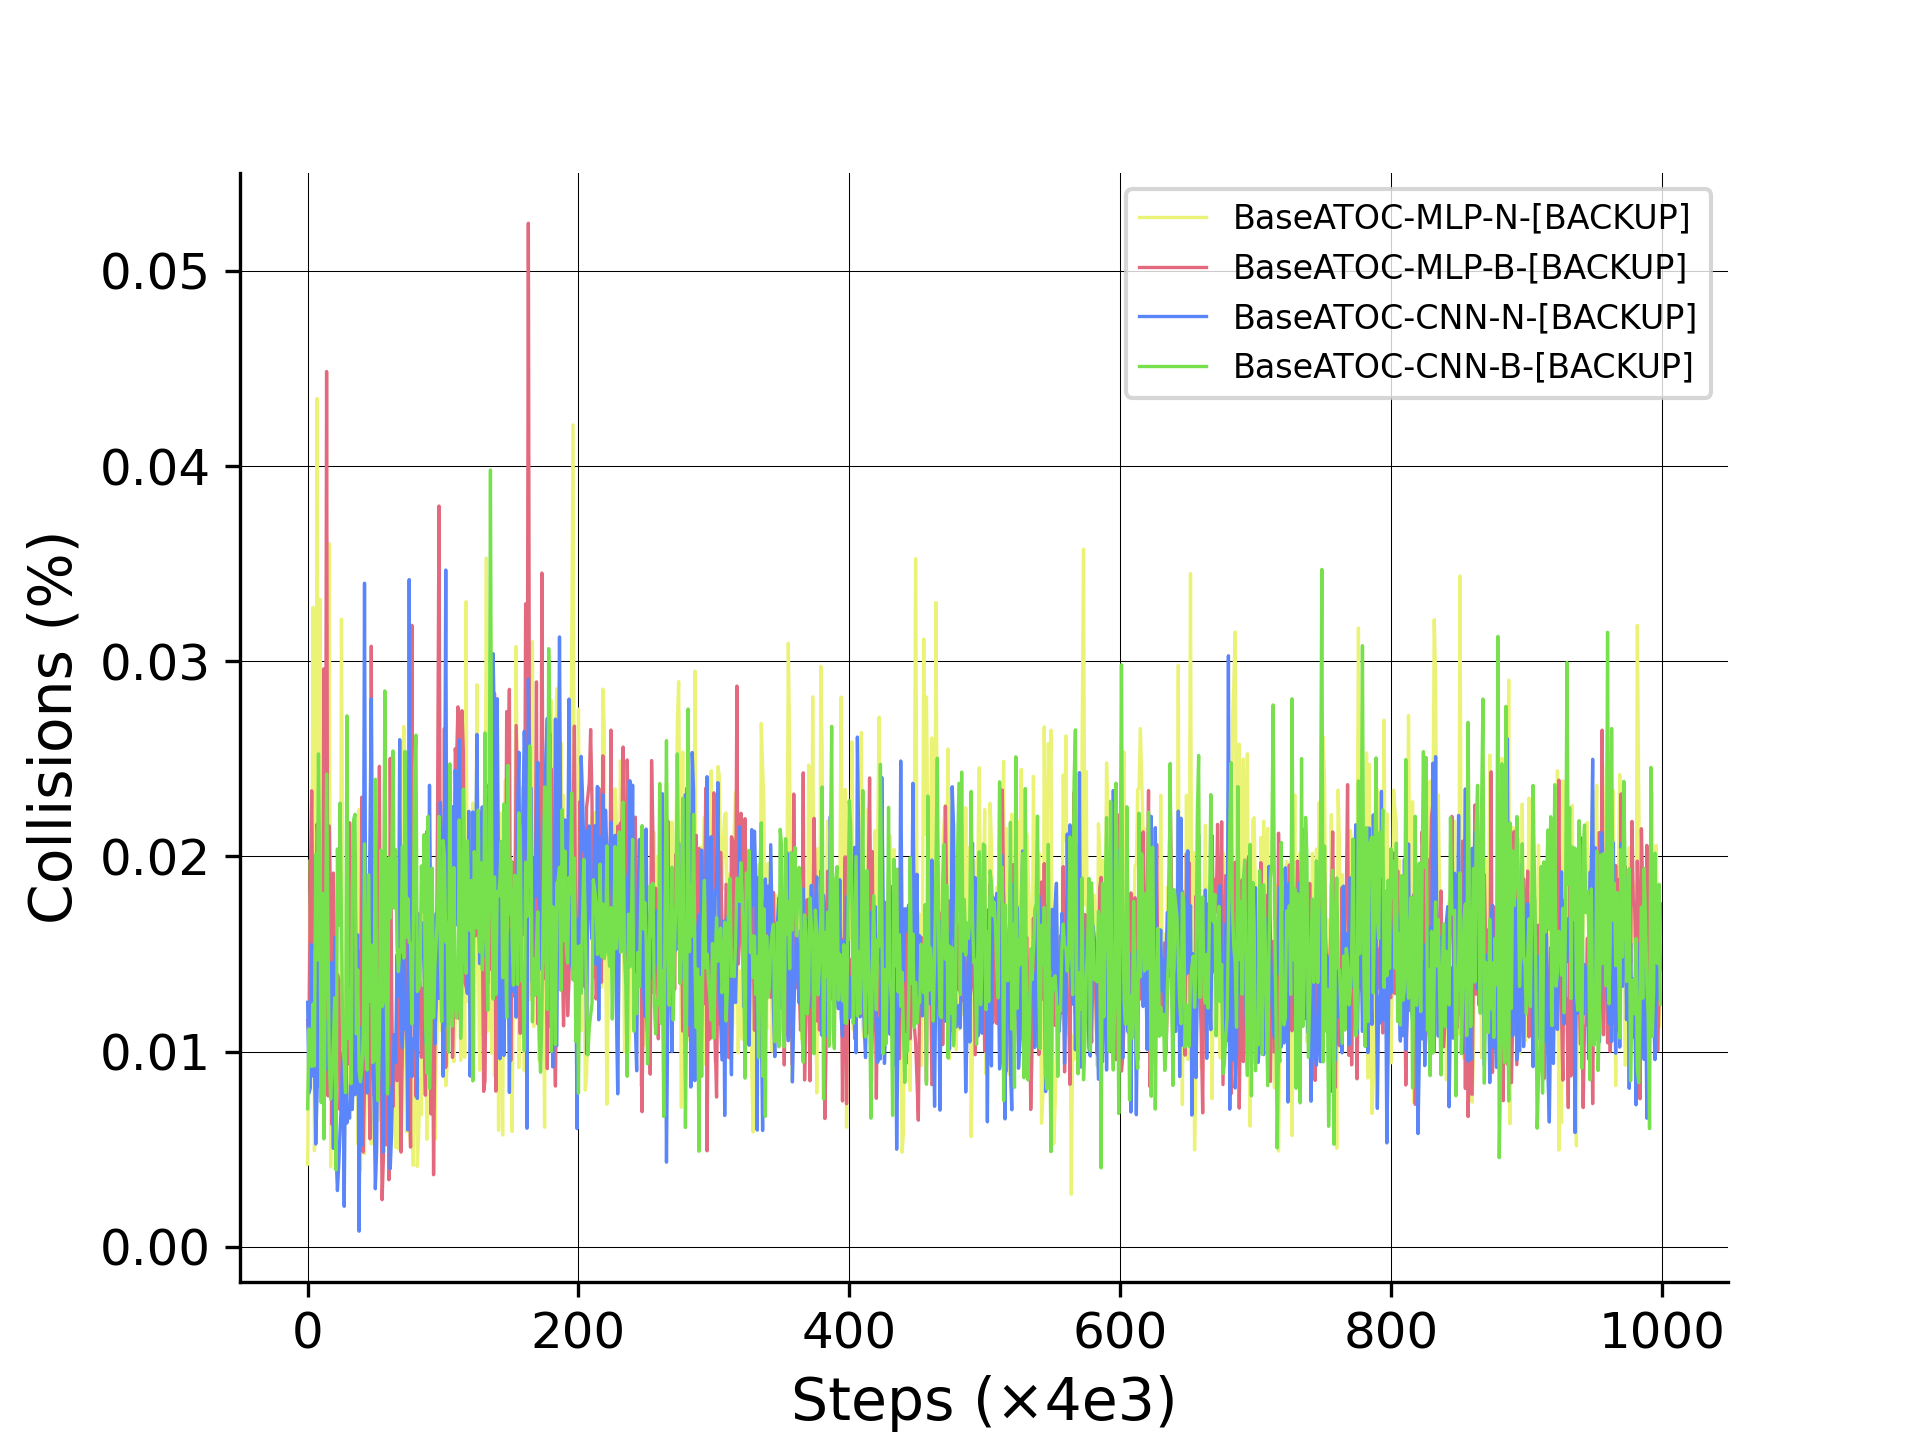 BaseATOC-MLP-N-[BACKUP]
BaseATOC-MLP-B-[BACKUP]
BaseATOC-CNN-N-[BACKUP]
BaseATOC-CNN-B-[BACKUP]
0.05
0.04
0.03
0.02
0.01
0.00
Collisions (%)
0 200 400 600 800 1000
Steps (×4e3)